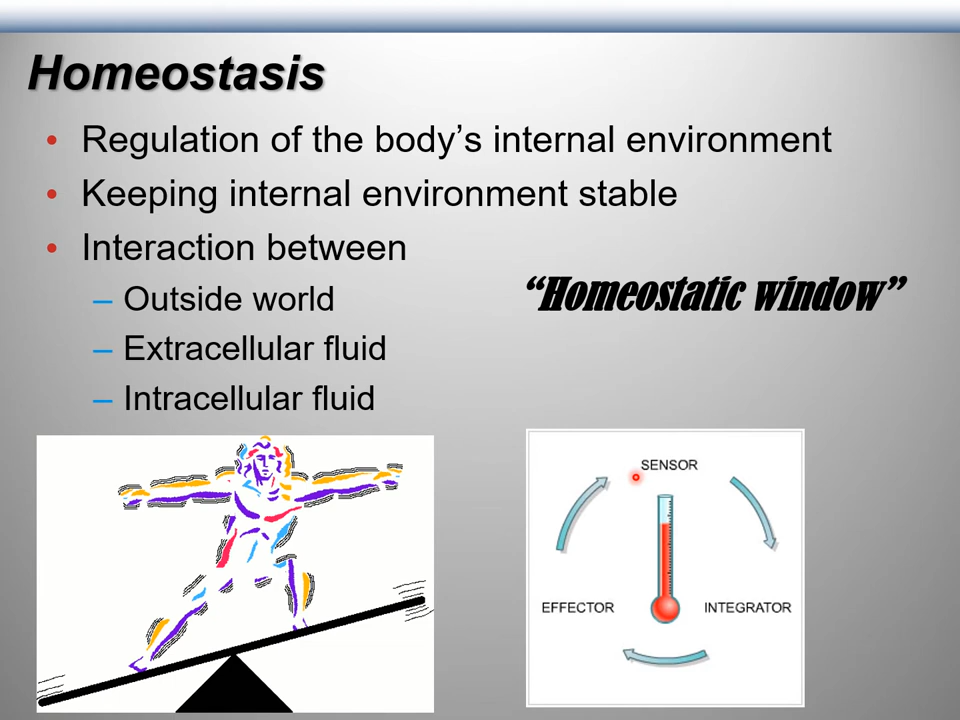 Homeostasis
• Regulation of the body’s internal environment
• Keeping internal environment stable
• Interaction between
– Outside world
– Extracellular fluid
– Intracellular fluid
“Homeostatic window”
SENSOR
EFFECTOR
INTEGRATOR